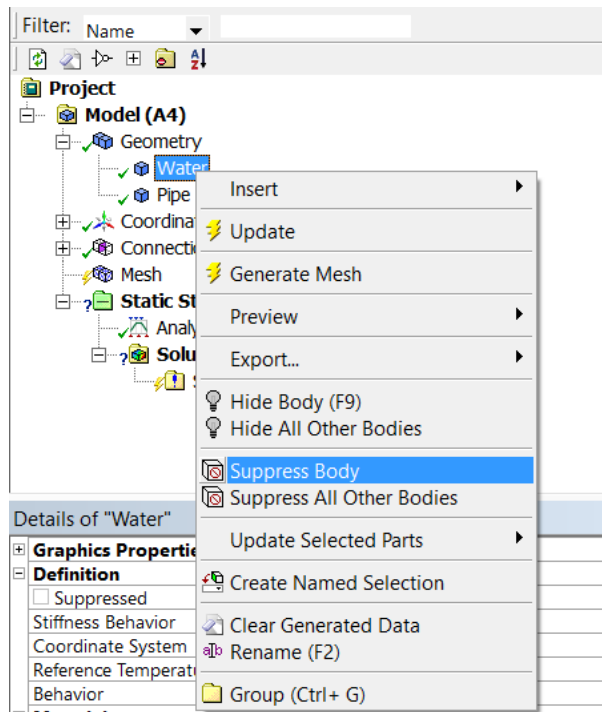 Filter: Name
Project
Model (A4)
Geometry
Water
Pipe
Coordina
Connecti
Mesh
Static St
Analy
Solu
Insert
Update
Generate Mesh
Preview
Export...
Hide Body (F9)
Hide All Other Bodies
Suppress Body
Suppress All Other Bodies
Update Selected Parts
Create Named Selection
Clear Generated Data
Rename (F2)
Group (Ctrl+ G)
Details of "Water"
Graphics Propertie
Definition
Suppressed
Stiffness Behavior
Coordinate System
Reference Temperatu
Behavior